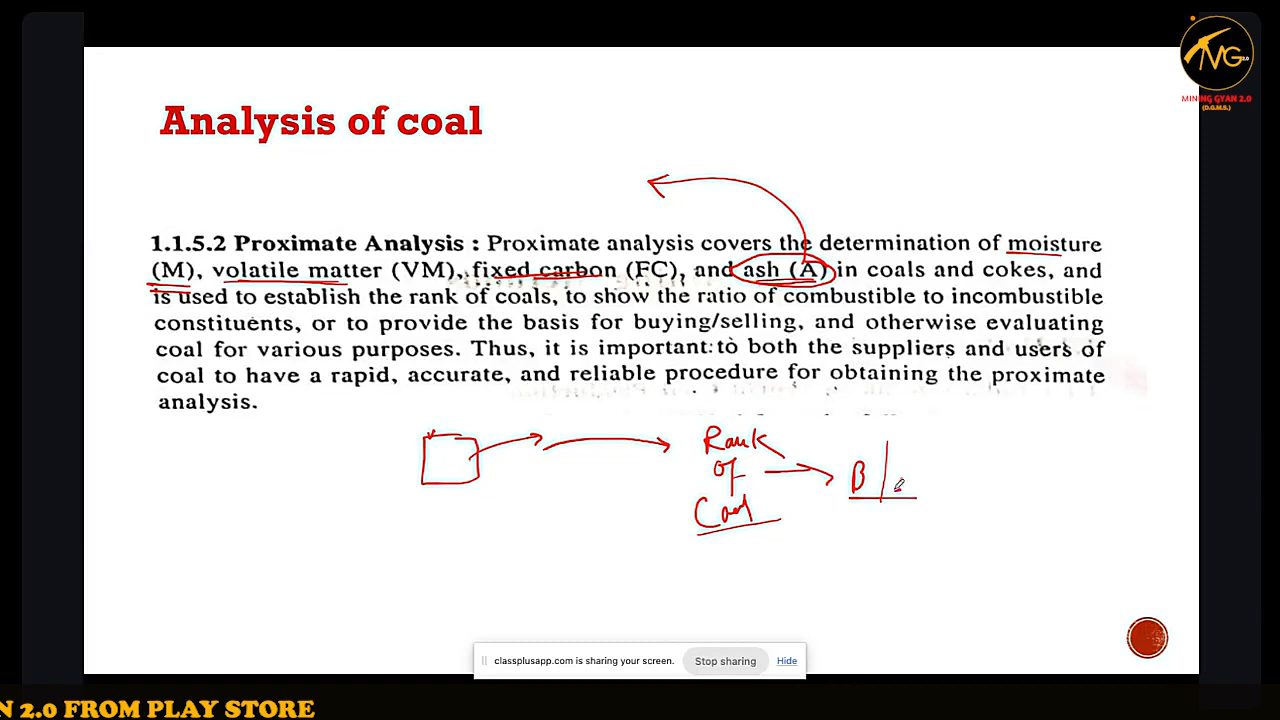 MVG2.0
MINING GYAN 2.0
(D.G.M.S.)
Analysis of coal
1.1.5.2 Proximate Analysis : Proximate analysis covers the determination of moisture
(M), volatile matter (VM), fixed carbon (FC), and ash (A) in coals and cokes, and
is used to establish the rank of coals, to show the ratio of combustible to incombustible
constituents, or to provide the basis for buying/selling, and otherwise evaluating
coal for various purposes. Thus, it is important to both the suppliers and users of
coal to have a rapid, accurate, and reliable procedure for obtaining the proximate
analysis.
Rank
of
Coal
B
classplusapp.com is sharing your screen. Stop sharing Hide
N 2.0 FROM PLAY STORE